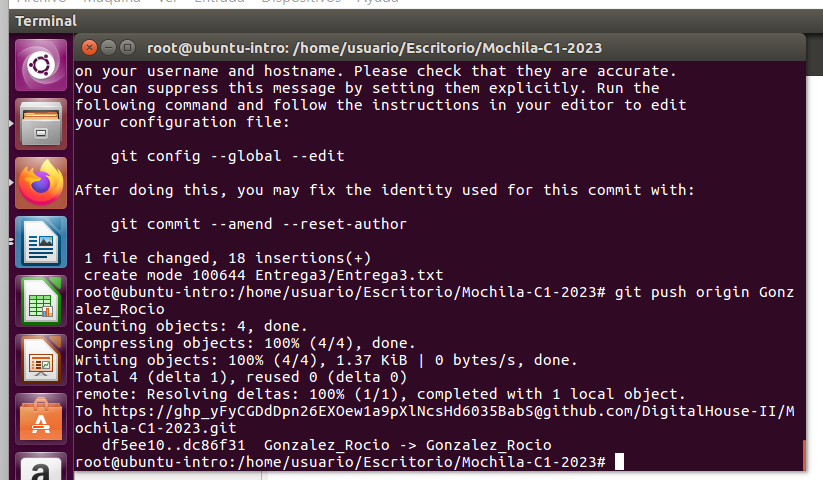 Terminal
root@ubuntu-intro: /home/usuario/Escritorio/Mochila-C1-2023
on your username and hostname. Please check that they are accurate.
You can suppress this message by setting them explicitly. Run the
following command and follow the instructions in your editor to edit
your configuration file:
git config --global --edit
After doing this, you may fix the identity used for this commit with:
git commit --amend --reset-author
1 file changed, 18 insertions(+)
create mode 100644 Entrega3/Entrega3.txt
root@ubuntu-intro:/home/usuario/Escritorio/Mochila-C1-2023# git push origin Gonz
alez_Rocio
Counting objects: 4, done.
Compressing objects: 100% (4/4), done.
Writing objects: 100% (4/4), 1.37 KiB | 0 bytes/s, done.
Total 4 (delta 1), reused 0 (delta 0)
remote: Resolving deltas: 100% (1/1), completed with 1 local object.
To https://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@github.com/DigitalHouse-II/M
ochila-C1-2023.git
df5ee10..dc86f31  Gonzalez_Rocio -> Gonzalez_Rocio
root@ubuntu-intro:/home/usuario/Escritorio/Mochila-C1-2023#